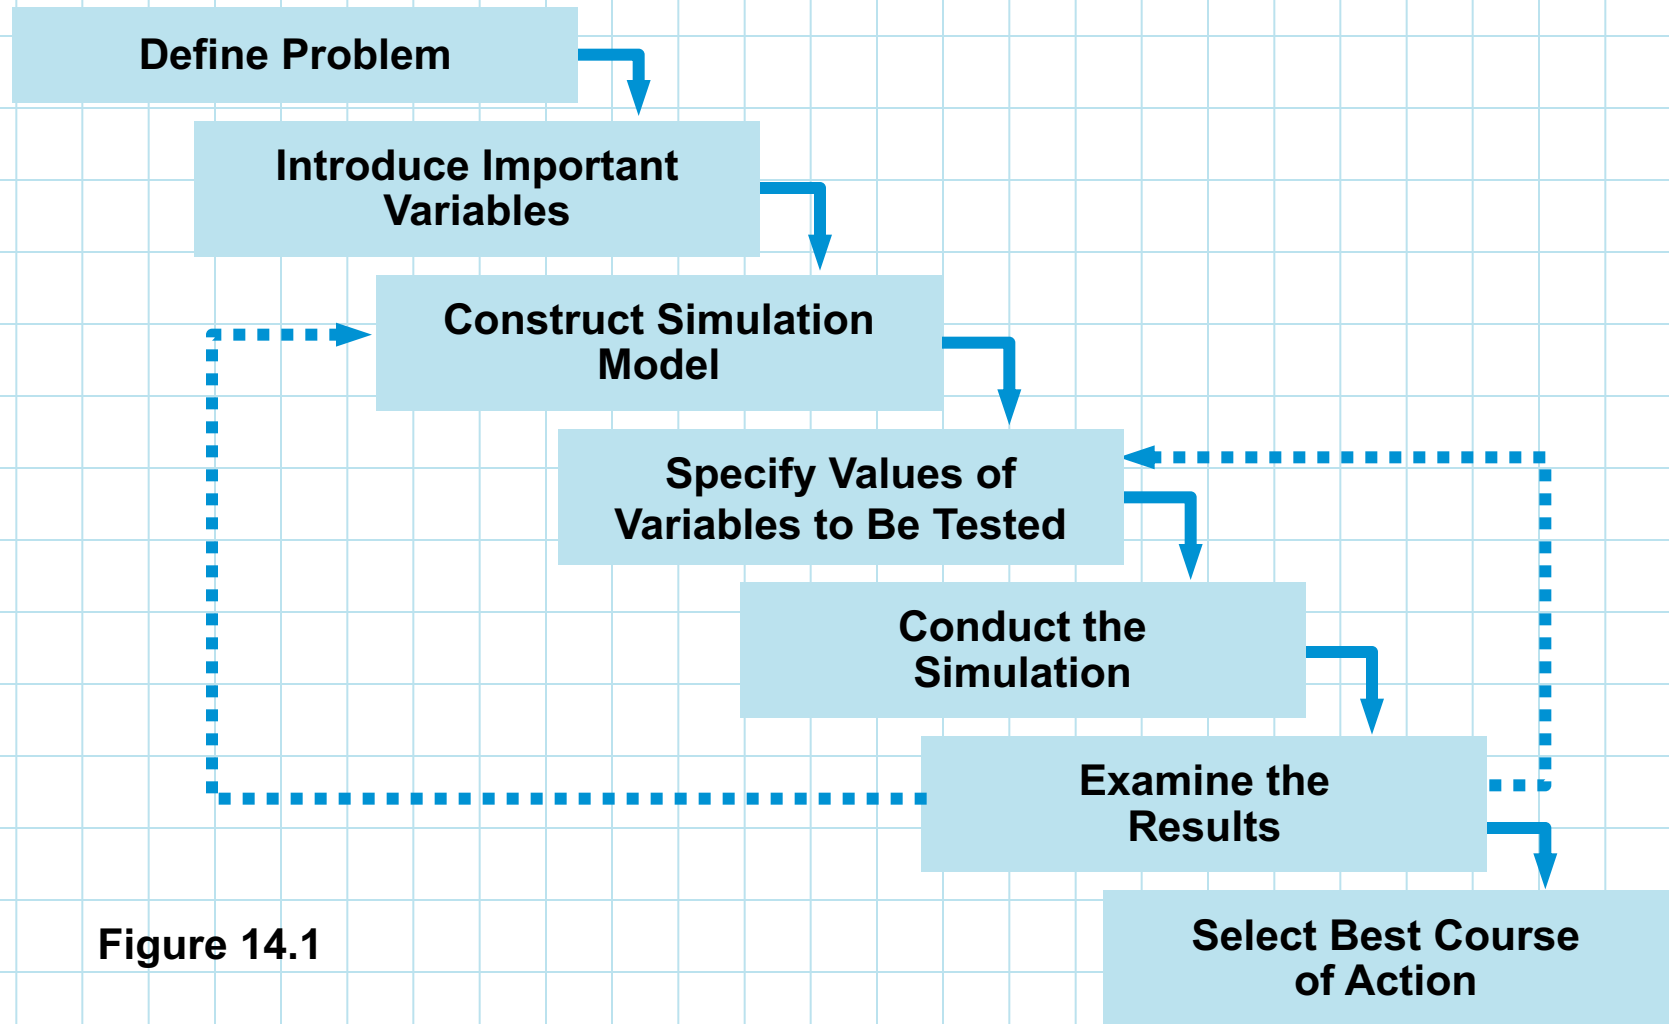 Define Problem
Introduce Important
Variables
Construct Simulation
Model
Specify Values of
Variables to Be Tested
Conduct the
Simulation
Examine the
Results
Select Best Course
of Action
Figure 14.1